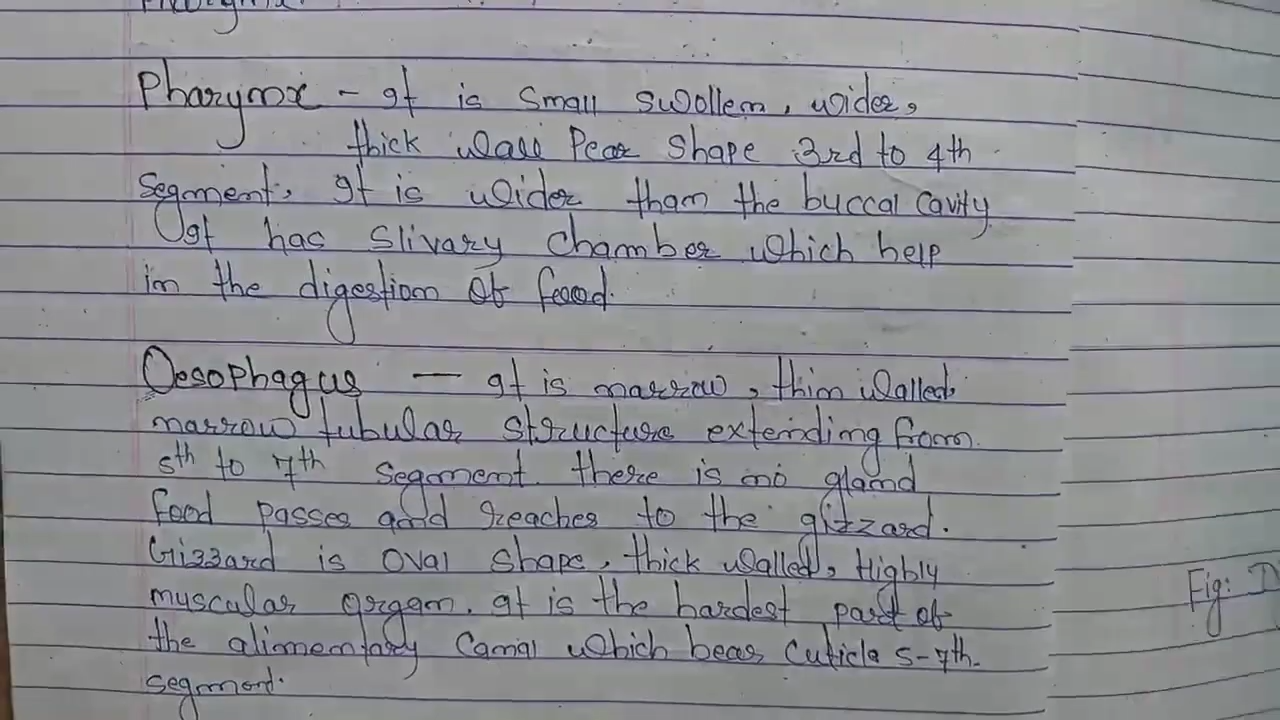 Pharynx - It is small swollen, wider,
thick wall Pear shape 3rd to 4th
segment, It is wider than the buccal cavity.
It has slivary chamber which help
in the digestion of food.
Oesophagus — It is narrow, thin walled
narrow tubular structure extending from
5th to 7th segment. there is no gland
food passes and reaches to the gizzard.
Gizzard is oval shape, thick walled, Highly
muscular organ. It is the hardest part of
the alimentary canal which bear cuticle 5-7th
segment.
Fig: D